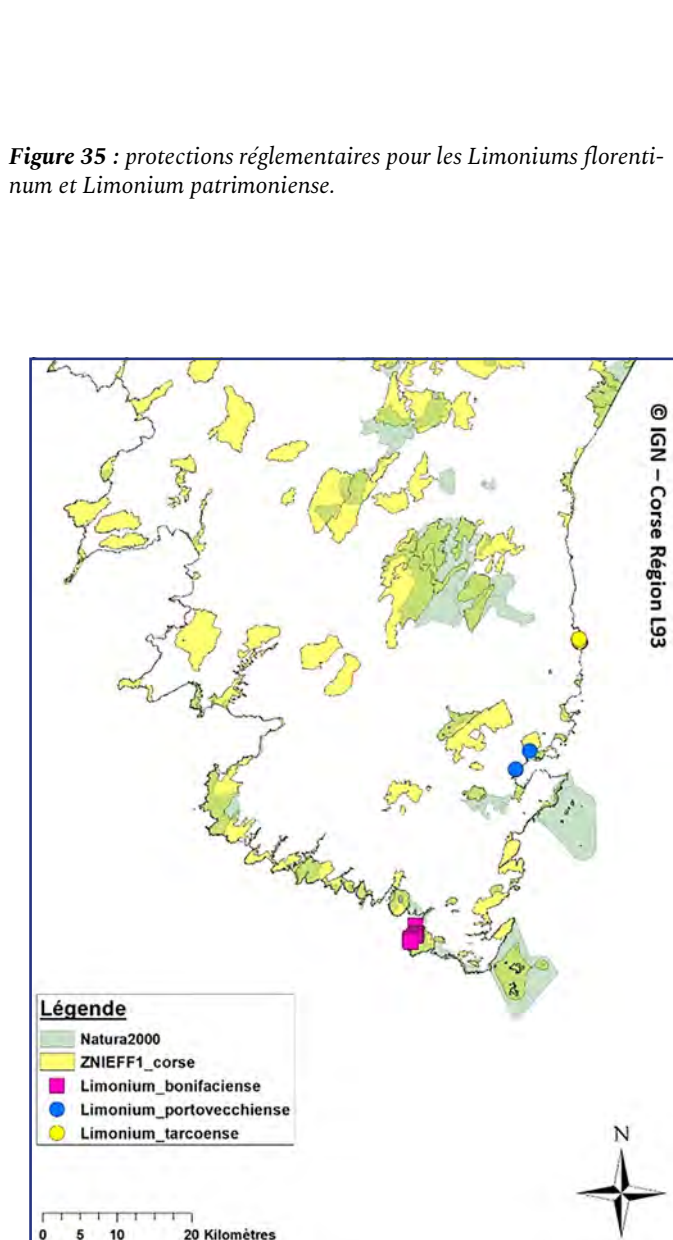 Figure 35 : protections réglementaires pour les Limoniums florenti-
num et Limonium patrimoniense.
© IGN – Corse Région L93
Légende
Natura2000
ZNIEFF1_corse
Limonium_bonifaciense
Limonium_portovecchiense
Limonium_tarcoense
N
0 5 10 20 Kilomètres